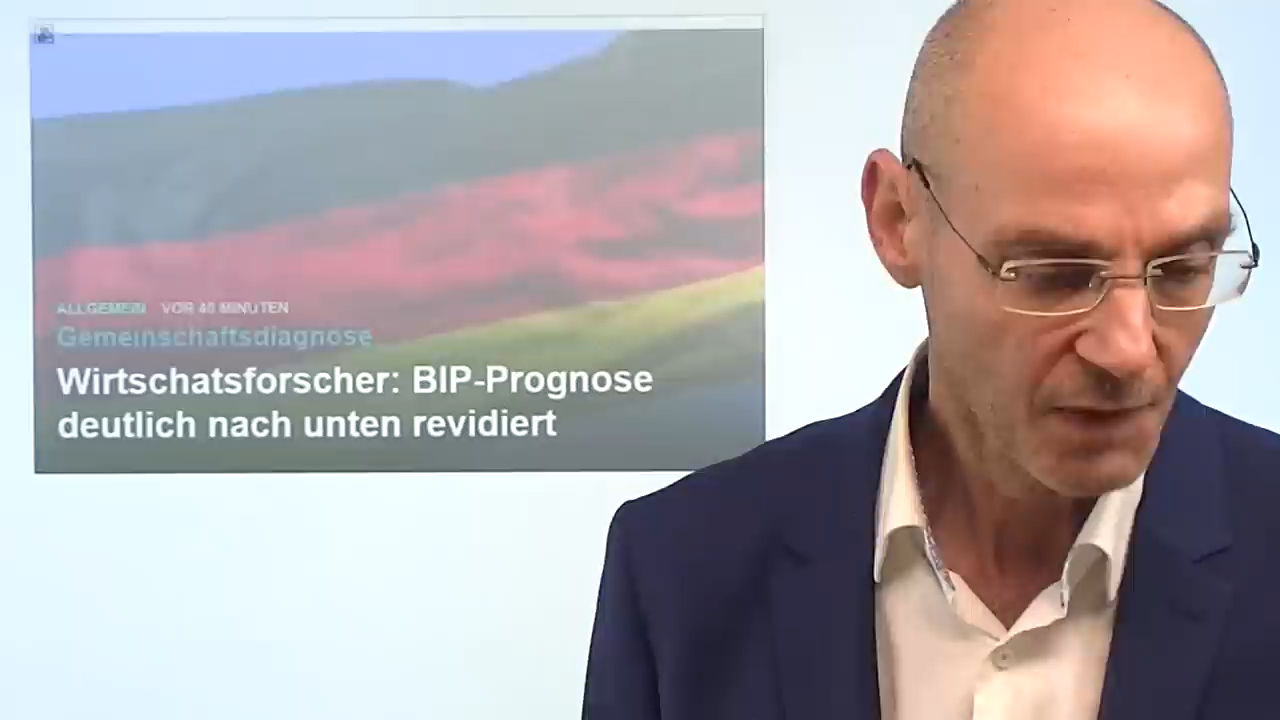 ALLGEMEIN VOR 40 MINUTEN
Gemeinschaftsdiagnose
Wirtschatsforscher: BIP-Prognose
deutlich nach unten revidiert